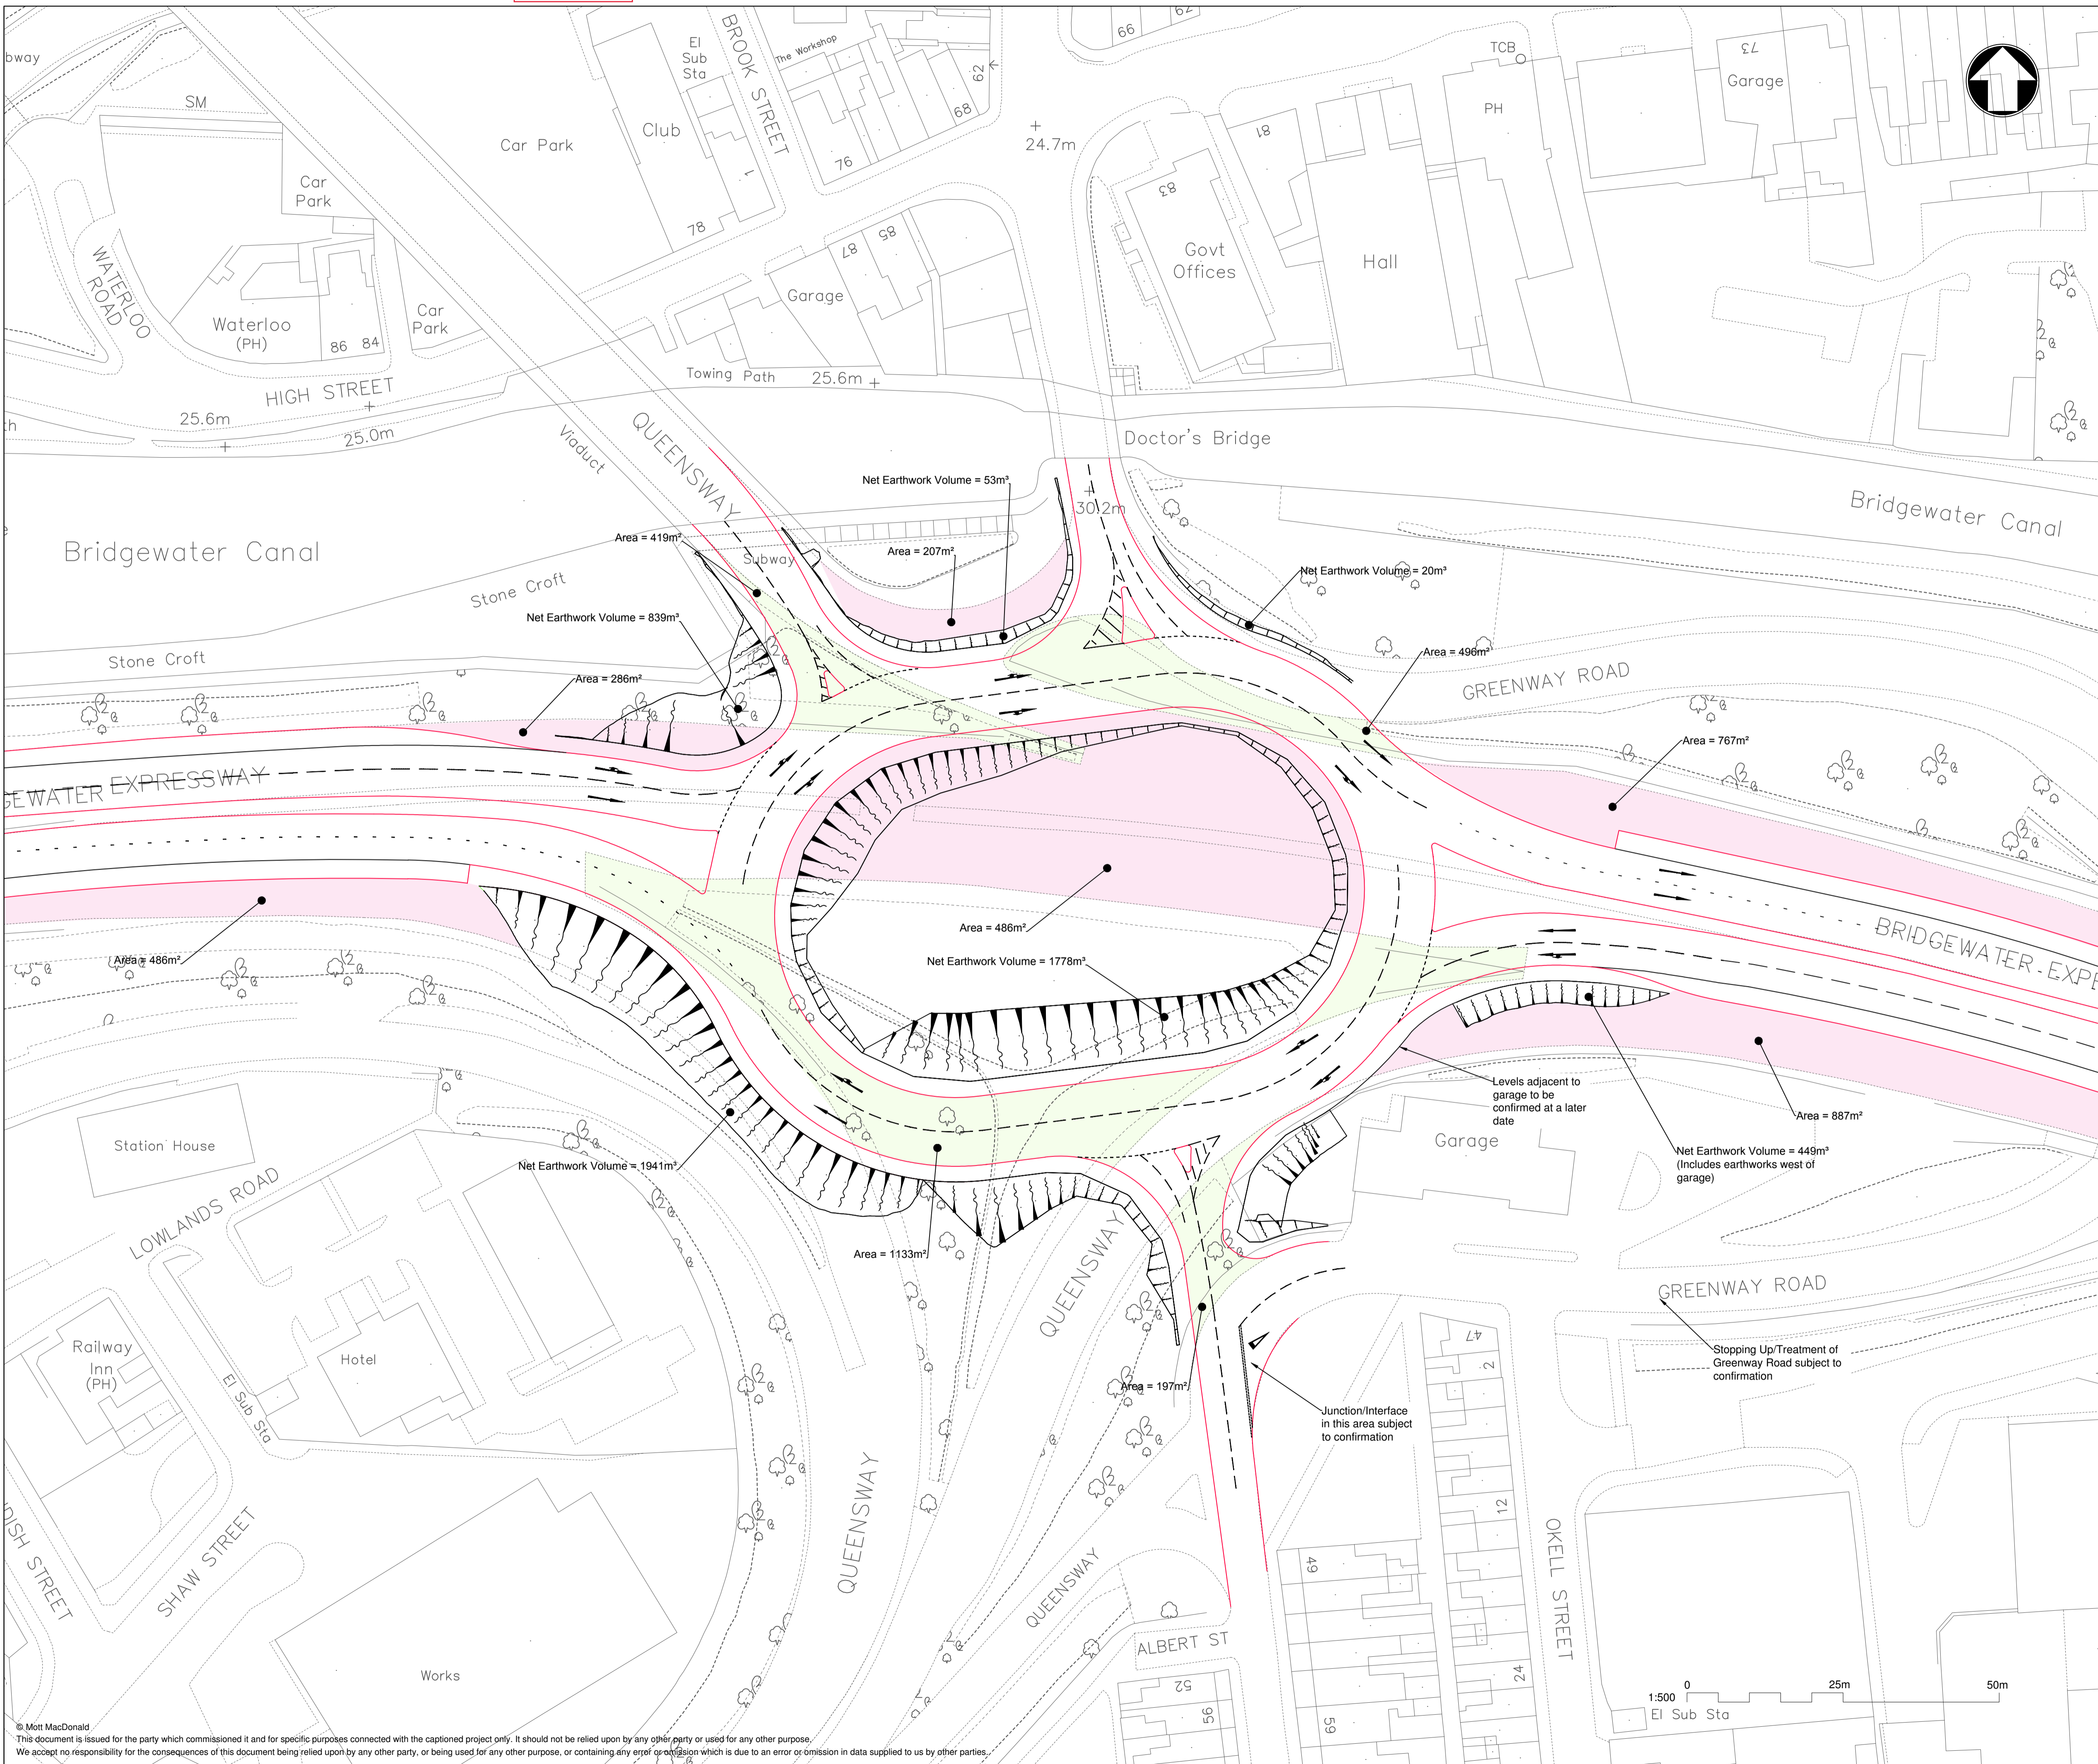 bway
SM
Car
Park
WATERLOO
ROAD
Waterloo
(PH)
86
84
Car
Park
HIGH STREET
25.6m
25.0m
th
Car Park
Club
El
Sub
Sta
BROOK STREET
The Workshop
1
78
76
68
62
66
62
24.7m
87
85
Garage
Towing Path
25.6m
83
Govt
Offices
81
Hall
TCB
PH
73
Garage
Viaduct
QUEENSWAY
Doctor's Bridge
30.2m
Bridgewater Canal
Bridgewater Canal
Net Earthwork Volume = 53m³
Area = 419m²
Area = 207m²
Subway
Net Earthwork Volume = 20m³
Stone Croft
Stone Croft
Net Earthwork Volume = 839m³
Area = 286m²
Area = 496m²
GREENWAY ROAD
Area = 767m²
GEWATER EXPRESSWAY
Area = 486m²
Area = 486m²
Net Earthwork Volume = 1778m³
BRIDGEWATER EXPR
Levels adjacent to
garage to be
confirmed at a later
date
Area = 887m²
Garage
Net Earthwork Volume = 449m³
(Includes earthworks west of
garage)
Station House
LOWLANDS ROAD
Net Earthwork Volume = 1941m³
Area = 1133m²
QUEENSWAY
GREENWAY ROAD
Stopping Up/Treatment of
Greenway Road subject to
confirmation
Railway
Inn
(PH)
El Sub Sta
Hotel
Area = 197m²
Junction/Interface
in this area subject
to confirmation
47
2
12
24
49
59
OKELL STREET
DISH STREET
SHAW STREET
QUEENSWAY
QUEENSWAY
ALBERT ST
52
56
Works
0
25m
50m
1:500
El Sub Sta
© Mott MacDonald
This document is issued for the party which commissioned it and for specific purposes connected with the captioned project only. It should not be relied upon by any other party or used for any other purpose.
We accept no responsibility for the consequences of this document being relied upon by any other party, or being used for any other purpose, or containing any error or omission which is due to an error or omission in data supplied to us by other parties.